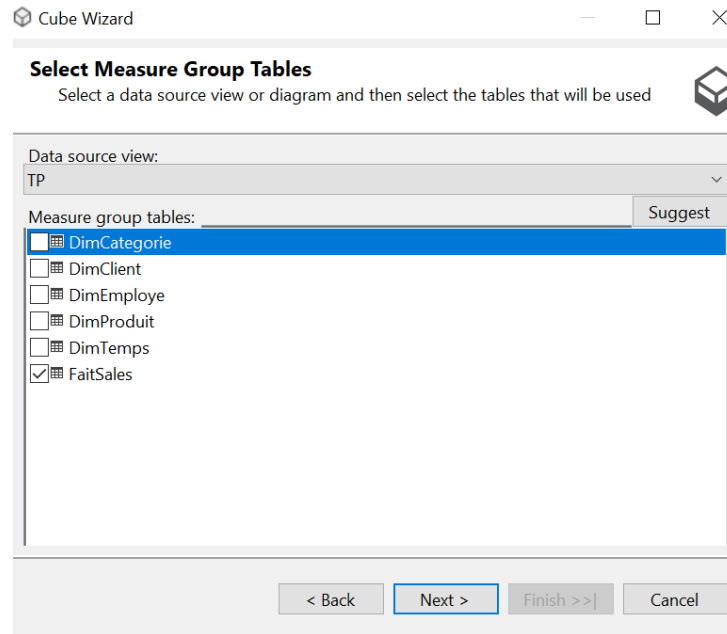 Cube Wizard
Select Measure Group Tables
Select a data source view or diagram and then select the tables that will be used
Data source view:
TP
Measure group tables:
Suggest
DimCategorie
DimClient
DimEmploye
DimProduit
DimTemps
FaitSales
< Back
Next >
Finish >>|
Cancel